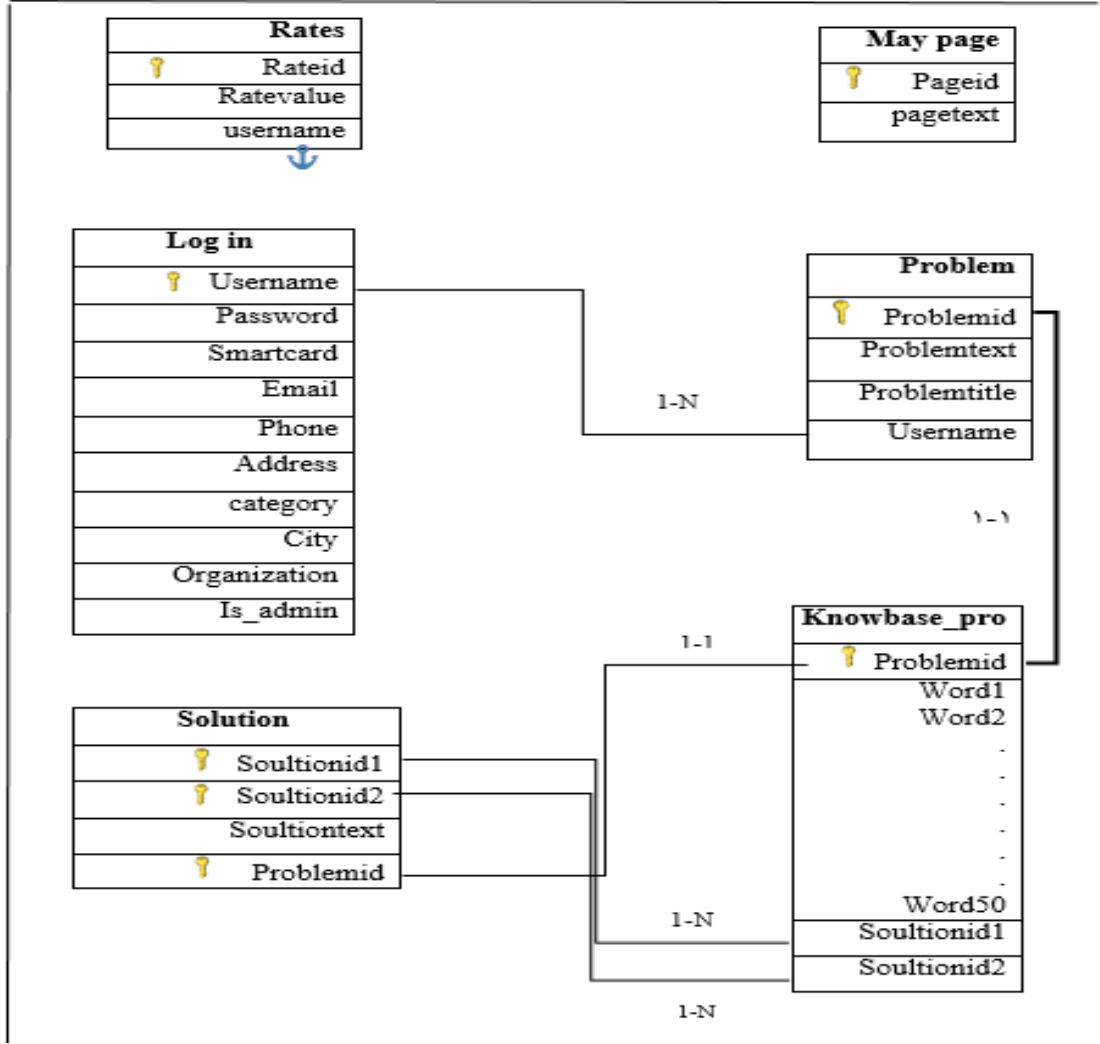 Rates
Rateid
Ratevalue
username
May page
Pageid
pagetext
Log in
Username
Password
Smartcard
Email
Phone
Address
category
City
Organization
Is_admin
Problem
Problemid
Problemtext
Problemtitle
Username
1-N
١-١
Knowbase_pro
Problemid
Word1
Word2
.
.
.
.
.
.
Word50
Soultionid1
Soultionid2
1-1
Solution
Soultionid1
Soultionid2
Soultiontext
Problemid
1-N
1-N